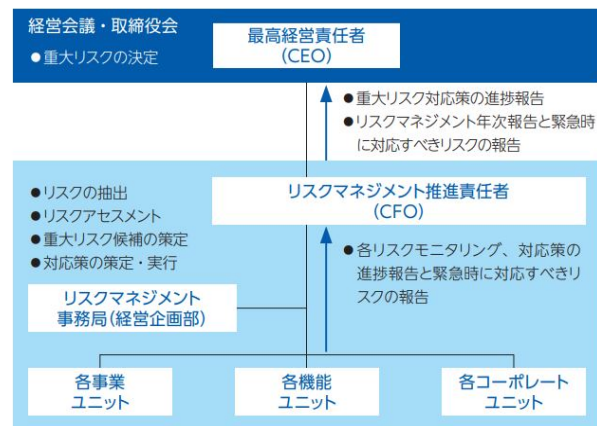 経営会議・取締役会
●重大リスクの決定
最高経営責任者
(CEO)
●重大リスク対応策の進捗報告
●リスクマネジメント年次報告と緊急時
に対応すべきリスクの報告
●リスクの抽出
●リスクアセスメント
●重大リスク候補の策定
●対応策の策定・実行
リスクマネジメント推進責任者
(CFO)
●各リスクモニタリング、対応策の
進捗報告と緊急時に対応すべきリ
スクの報告
リスクマネジメント
事務局(経営企画部)
各事業
ユニット
各機能
ユニット
各コーポレート
ユニット